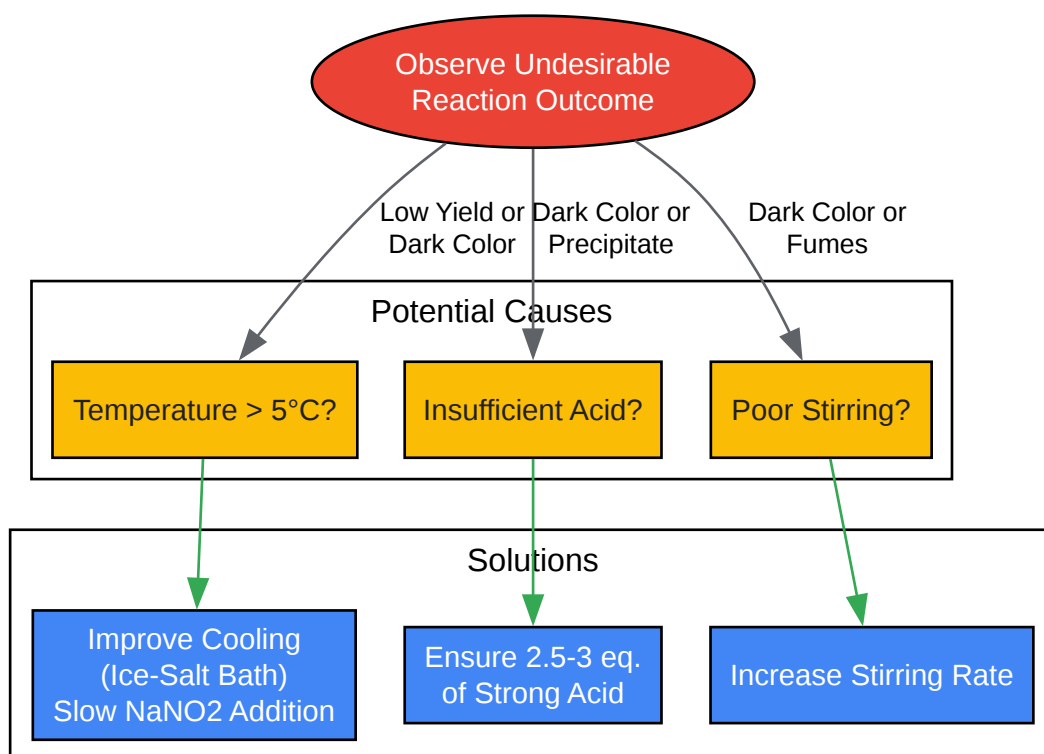 Observe Undesirable
Reaction Outcome
Low Yield or
Dark Color
Dark Color or
Precipitate
Dark Color or
Fumes
Potential Causes
Temperature > 5°C?
Insufficient Acid?
Poor Stirring?
Solutions
Improve Cooling
(Ice-Salt Bath)
Slow NaNO2 Addition
Ensure 2.5-3 eq.
of Strong Acid
Increase Stirring Rate